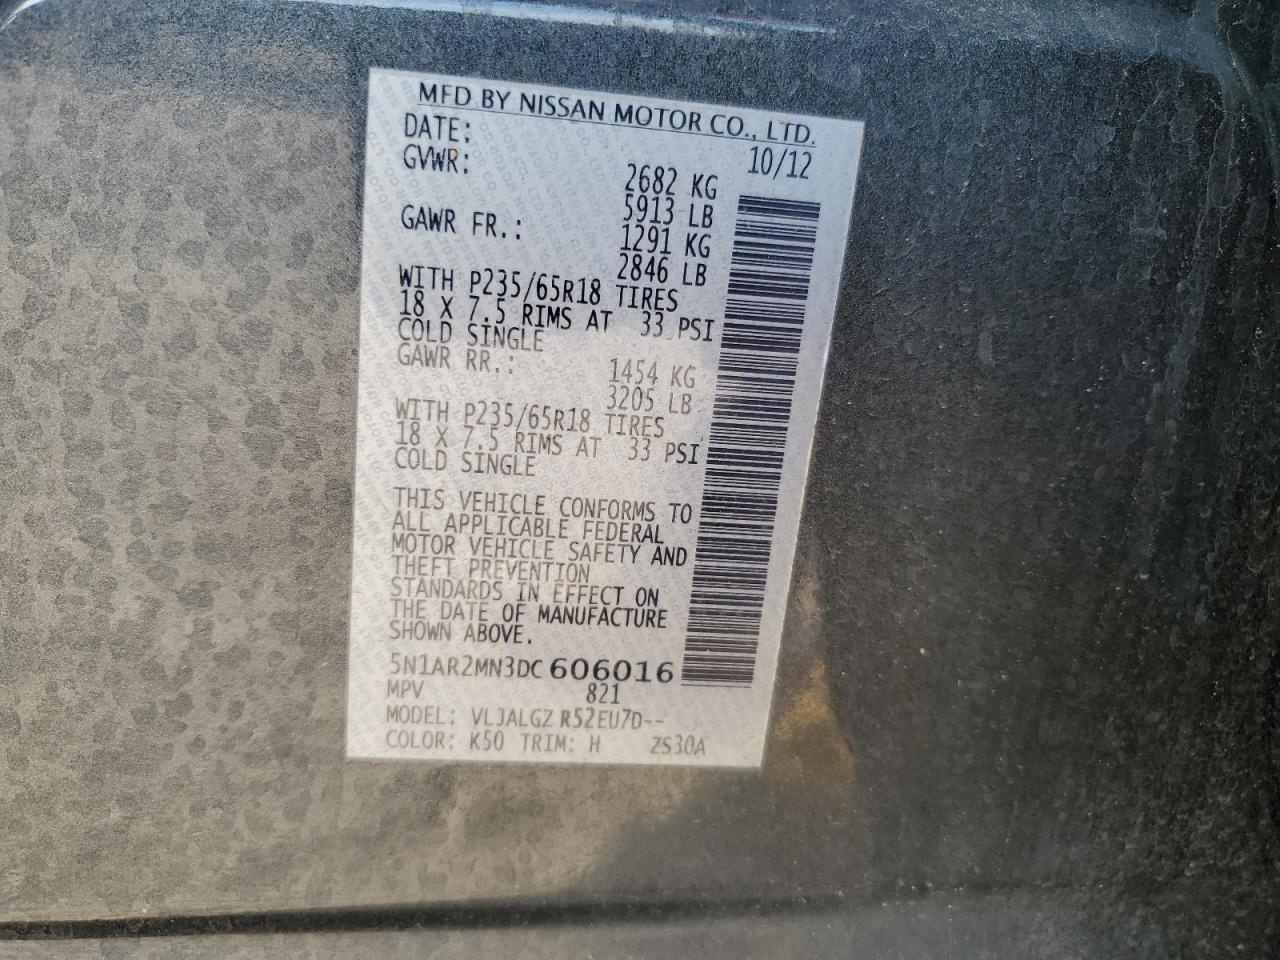 MFD BY NISSAN MOTOR CO., LTD.
DATE: 10/12
GVWR: 2682 KG
5913 LB
GAWR FR.: 1291 KG
2846 LB
WITH P235/65R18 TIRES
18 X 7.5 RIMS AT 33 PSI
COLD SINGLE
GAWR RR.: 1454 KG
3205 LB
WITH P235/65R18 TIRES
18 X 7.5 RIMS AT 33 PSI
COLD SINGLE
THIS VEHICLE CONFORMS TO
ALL APPLICABLE FEDERAL
MOTOR VEHICLE SAFETY AND
THEFT PREVENTION
STANDARDS IN EFFECT ON
THE DATE OF MANUFACTURE
SHOWN ABOVE.
5N1AR2MN3DC606016
MPV 821
MODEL: VLJALGZ R52EU7D--
COLOR: K50 TRIM: H ZS30A